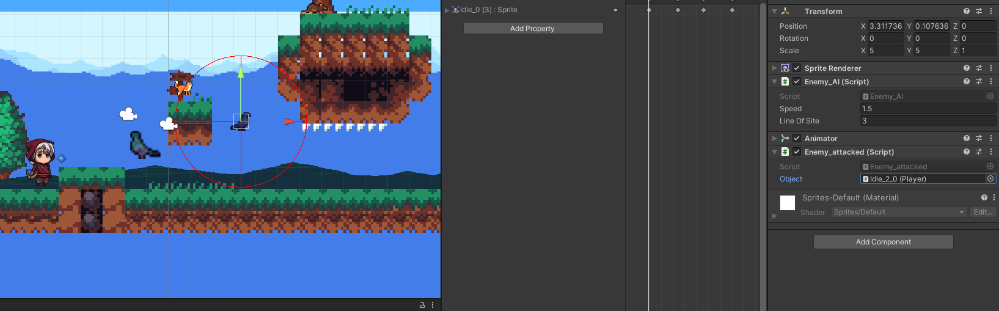 Idle_0 (3) : Sprite
Add Property
Transform
Position X 3.311736 Y 0.107636 Z 0
Rotation X 0 Y 0 Z 0
Scale X 5 Y 5 Z 1
Sprite Renderer
Enemy_AI (Script)
Script # Enemy_AI
Speed 1.5
Line Of Site 3
Animator
Enemy_attacked (Script)
Script # Enemy_attacked
Object # Idle_2_0 (Player)
Sprites-Default (Material)
Shader Sprites/Default Edit...
Add Component